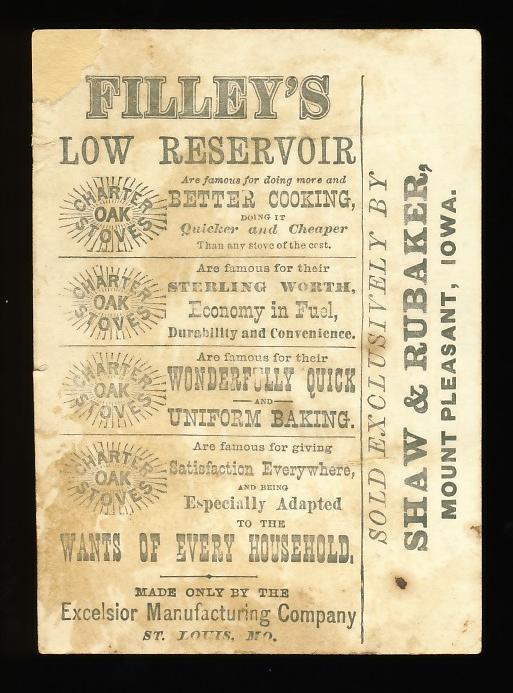 FILLEY'S
LOW RESERVOIR
CHARTER
OAK
STOVES
Are famous for doing more and
BETTER COOKING,
DOING IT
Quicker and Cheaper
Than any stove of the cost.
CHARTER
OAK
STOVES
Are famous for their
STERLING WORTH,
Economy in Fuel,
Durability and Convenience.
CHARTER
OAK
STOVES
Are famous for their
WONDERFULLY QUICK
AND
UNIFORM BAKING.
CHARTER
OAK
STOVES
Are famous for giving
Satisfaction Everywhere,
AND BEING
Especially Adapted
TO THE
WANTS OF EVERY HOUSEHOLD.
MADE ONLY BY THE
Excelsior Manufacturing Company
ST. LOUIS, MO.
SOLD EXCLUSIVELY BY
SHAW & RUBAKER,
MOUNT PLEASANT, IOWA.